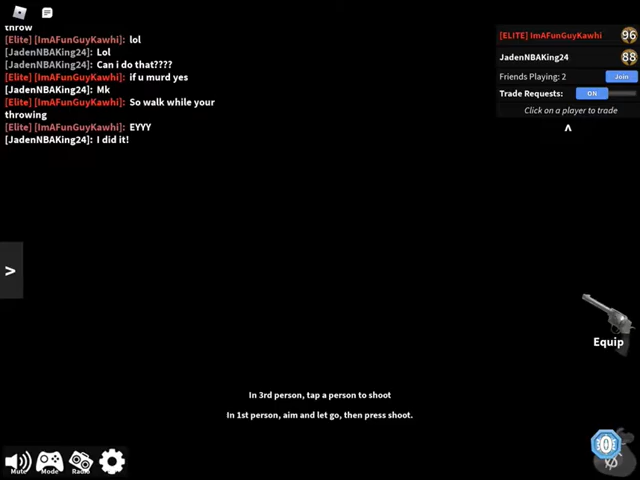 throw
[Elite] [ImAFunGuyKawhi]: lol
[JadenNBAKing24]: Lol
[JadenNBAKing24]: Can i do that????
[Elite] [ImAFunGuyKawhi]: if u murd yes
[JadenNBAKing24]: Mk
[Elite] [ImAFunGuyKawhi]: So walk while your
throwing
[Elite] [ImAFunGuyKawhi]: EYYY
[JadenNBAKing24]: I did it!
[ELITE] ImAFunGuyKawhi 96
JadenNBAKing24 88
Friends Playing: 2 Join
Trade Requests: ON
Click on a player to trade
>
Equip
In 3rd person, tap a person to shoot
In 1st person, aim and let go, then press shoot.
0
XP
Mute Mode Radio